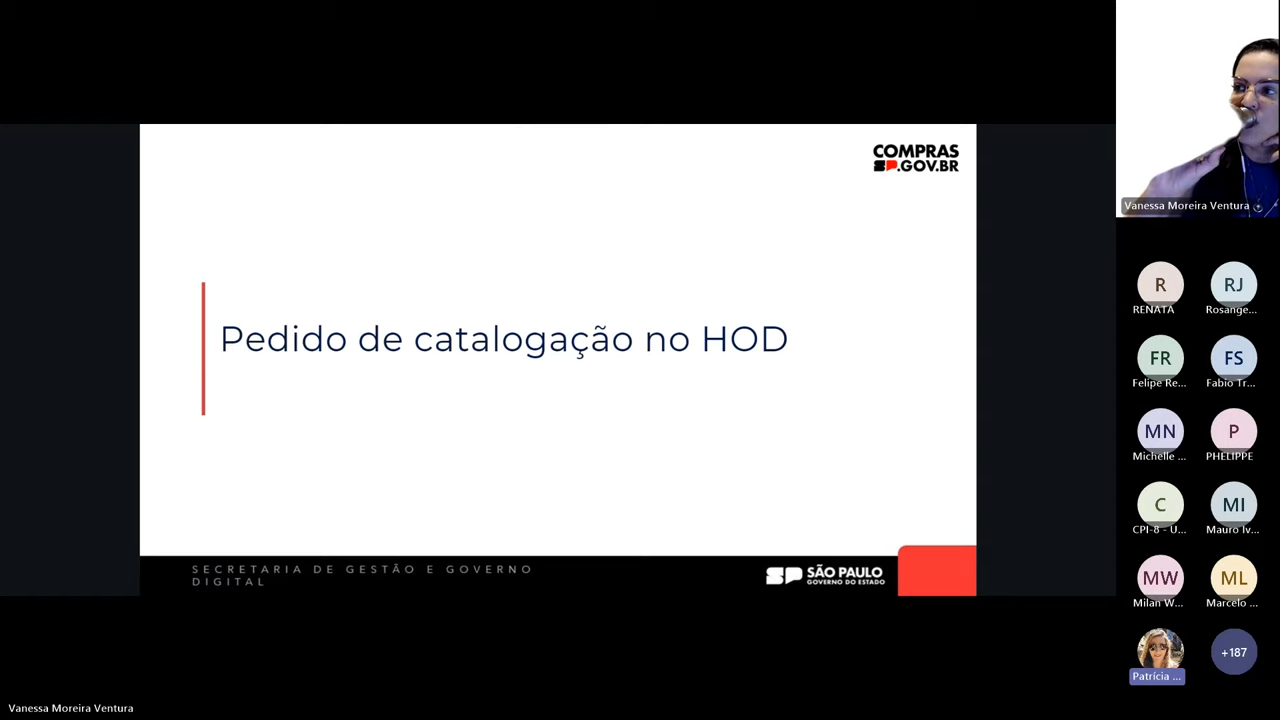 COMPRAS
SP.GOV.BR
Pedido de catalogação no HOD
SECRETARIA DE GESTÃO E GOVERNO
DIGITAL
SP SÃO PAULO
GOVERNO DO ESTADO
Vanessa Moreira Ventura
R
RJ
RENATA
Rosange...
FR
FS
Felipe Re...
Fabio Tr...
MN
P
Michelle ...
PHELIPPE
C
MI
CPI-8 - U...
Mauro Iv...
MW
ML
Milan W...
Marcelo ...
+187
Patrícia ...
Vanessa Moreira Ventura